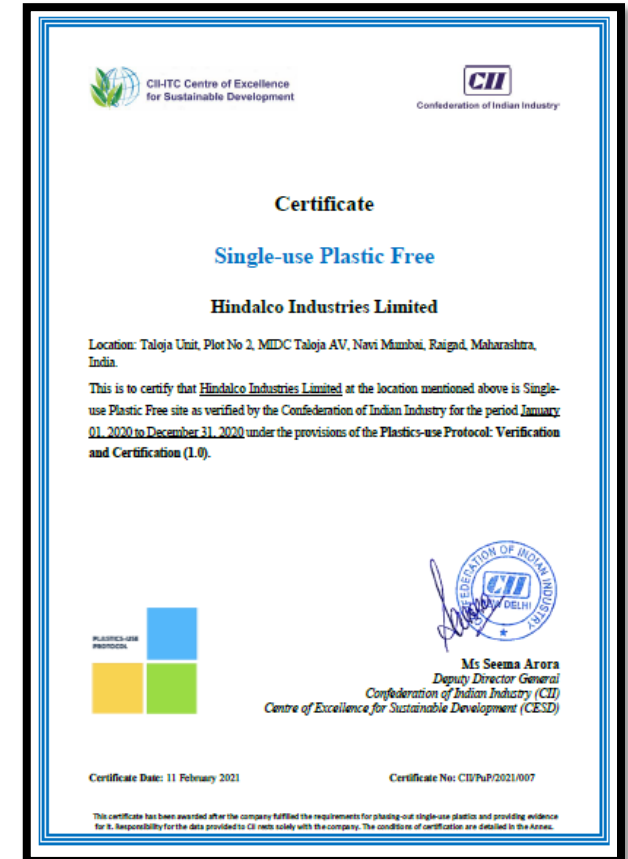 CII-ITC Centre of Excellence
for Sustainable Development
CII
Confederation of Indian Industry
Certificate
Single-use Plastic Free
Hindalco Industries Limited
Location: Taloja Unit, Plot No 2, MIDC Taloja AV, Navi Mumbai, Raigad, Maharashtra,
India.
This is to certify that Hindalco Industries Limited at the location mentioned above is Single-
use Plastic Free site as verified by the Confederation of Indian Industry for the period January
01, 2020 to December 31, 2020 under the provisions of the Plastics-use Protocol: Verification
and Certification (1.0).
CONFEDERATION OF INDIAN INDUSTRY
CII
NEW DELHI
PLASTICS-USE
PROTOCOL
Ms Seema Arora
Deputy Director General
Confederation of Indian Industry (CII)
Centre of Excellence for Sustainable Development (CESD)
Certificate Date: 11 February 2021
Certificate No: CII/PuP/2021/007
This certificate has been awarded after the company fulfilled the requirements for phasing-out single-use plastics and providing evidence
for it. Responsibility for the data provided to CII rests solely with the company. The conditions of certification are detailed in the Annex.